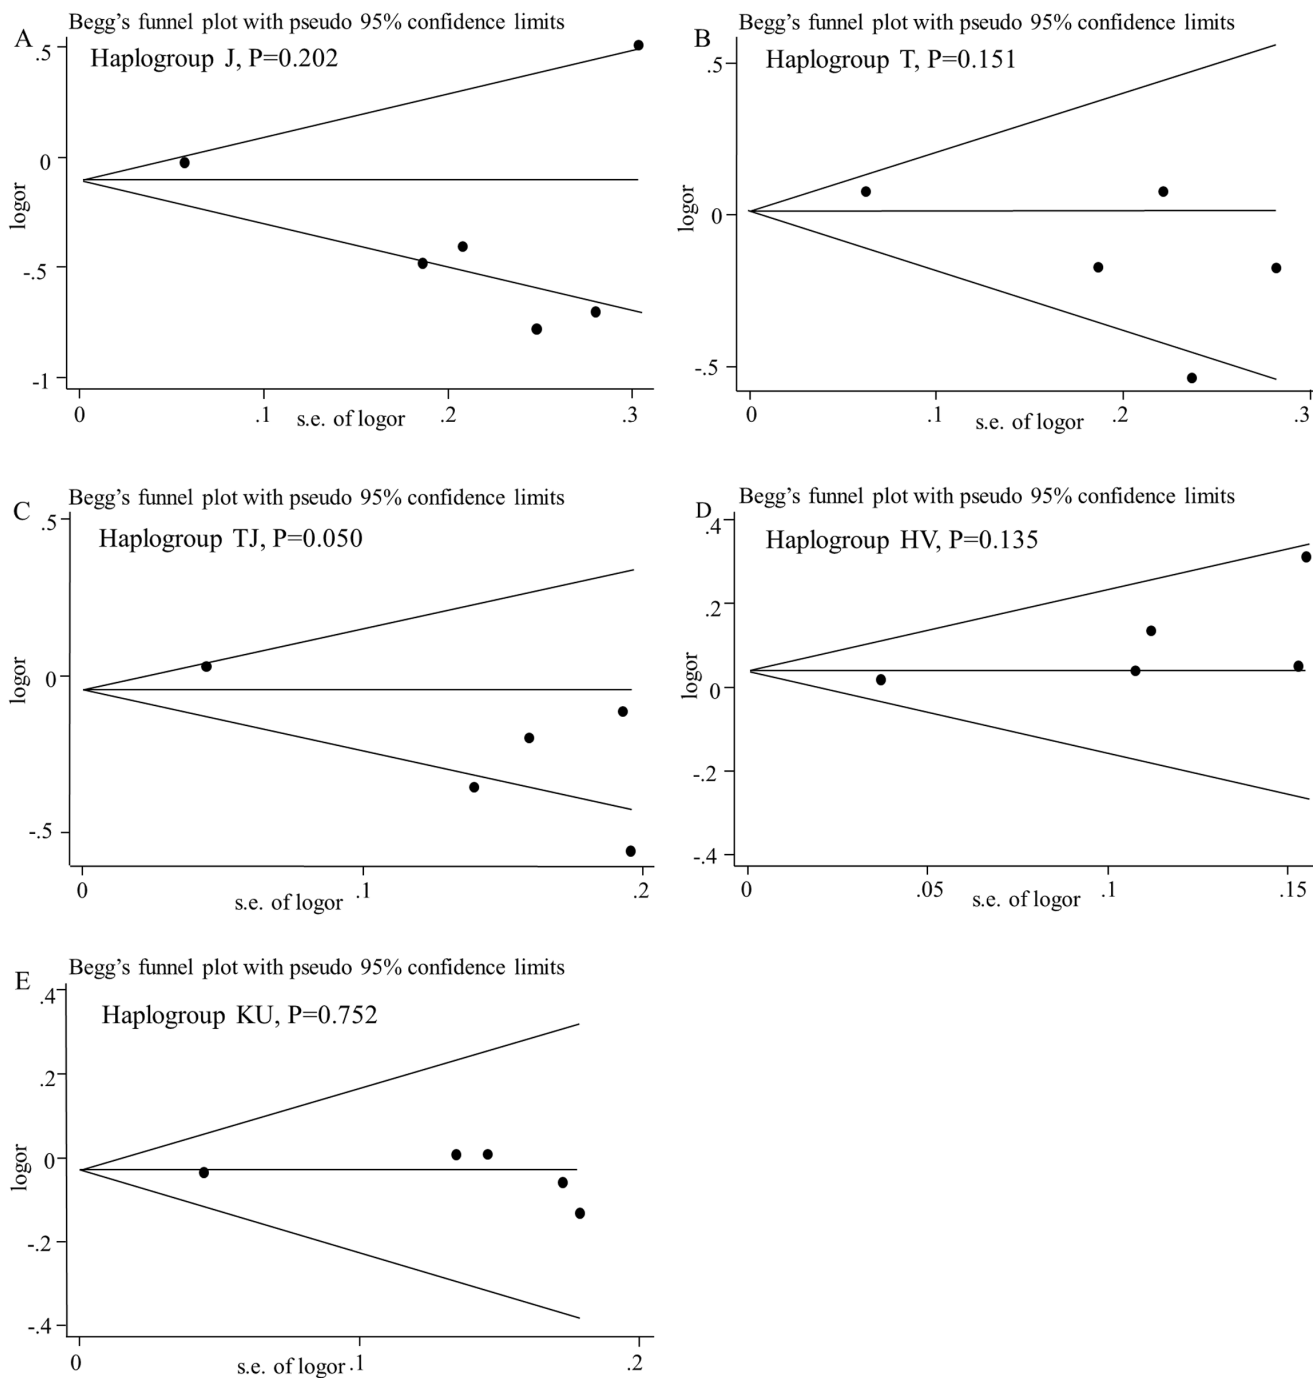 A
Begg's funnel plot with pseudo 95% confidence limits
Haplogroup J, P=0.202
.5
0
-.5
-1
logor
0 .1 .2 .3
s.e. of logor
B
Begg's funnel plot with pseudo 95% confidence limits
Haplogroup T, P=0.151
.5
0
-.5
logor
0 .1 .2 .3
s.e. of logor
C
Begg's funnel plot with pseudo 95% confidence limits
Haplogroup TJ, P=0.050
.5
0
-.5
logor
0 .1 .2
s.e. of logor
D
Begg's funnel plot with pseudo 95% confidence limits
Haplogroup HV, P=0.135
.4
.2
0
-.2
-.4
logor
0 .05 .1 .15
s.e. of logor
E
Begg's funnel plot with pseudo 95% confidence limits
Haplogroup KU, P=0.752
.4
.2
0
-.2
-.4
logor
0 .1 .2
s.e. of logor